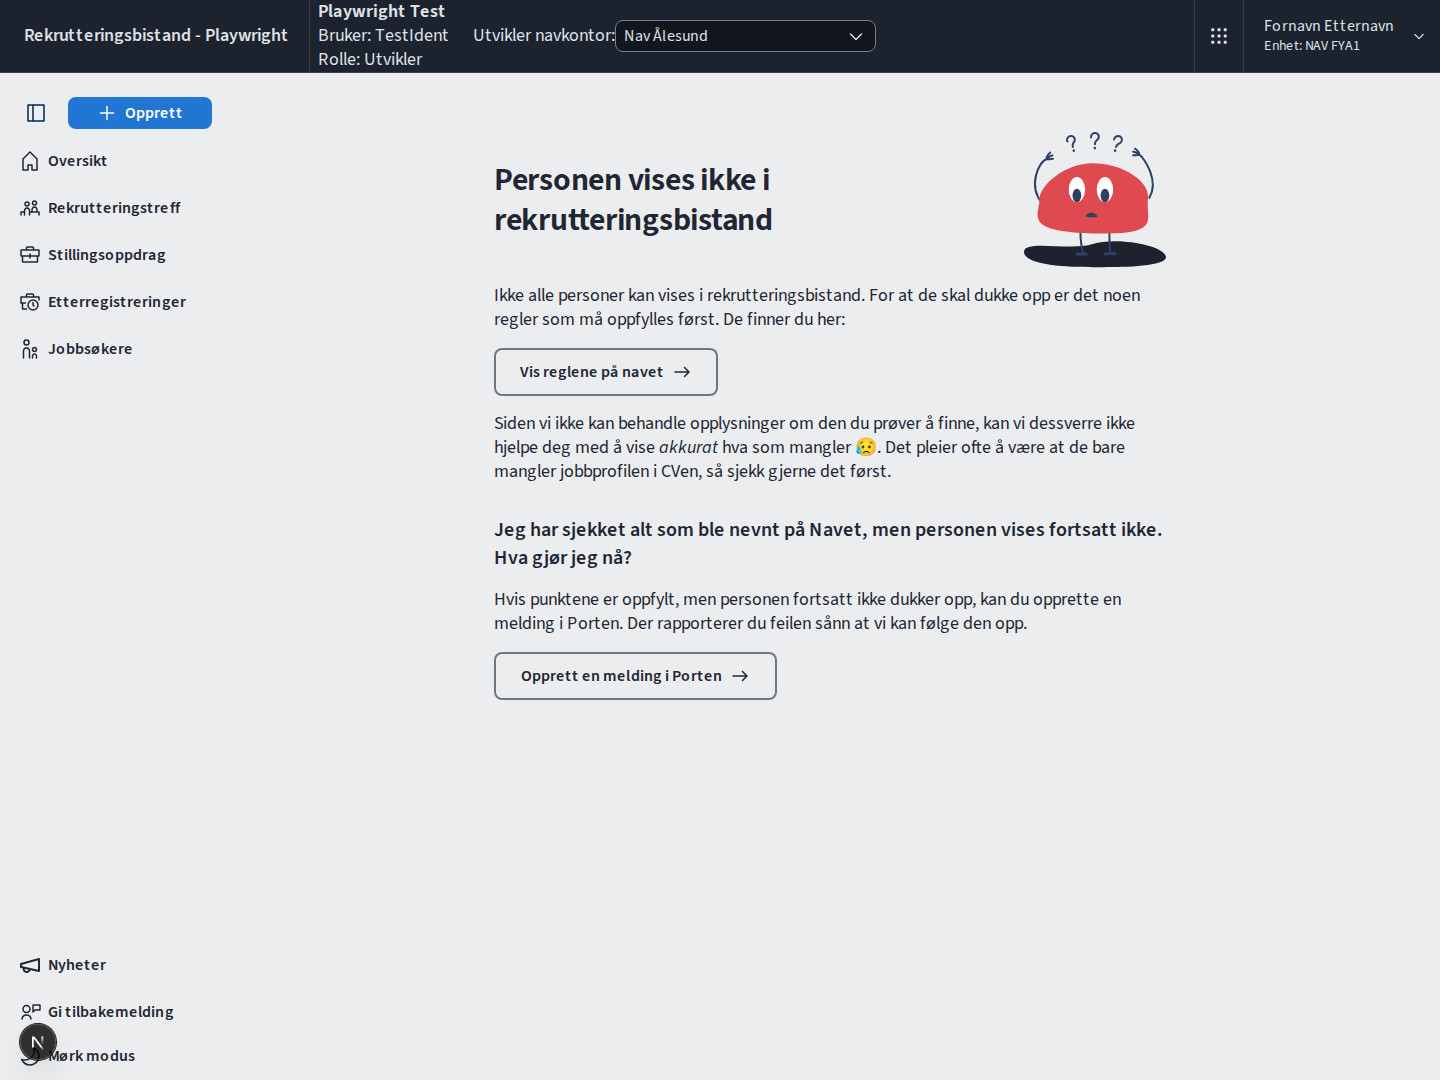 Rekrutteringsbistand - Playwright
Playwright Test
Bruker: TestIdent
Rolle: Utvikler
Utvikler navkontor:
Nav Ålesund
Fornavn Etternavn
Enhet: NAV FYA1
Opprett
Oversikt
Rekrutteringstreff
Stillingsoppdrag
Etterregistreringer
Jobbsøkere
Personen vises ikke i
rekrutteringsbistand
? ? ?
Ikke alle personer kan vises i rekrutteringsbistand. For at de skal dukke opp er det noen
regler som må oppfylles først. De finner du her:
Vis reglene på navet
Siden vi ikke kan behandle opplysninger om den du prøver å finne, kan vi dessverre ikke
hjelpe deg med å vise akkurat hva som mangler 😥. Det pleier ofte å være at de bare
mangler jobbprofilen i CVen, så sjekk gjerne det først.
Jeg har sjekket alt som ble nevnt på Navet, men personen vises fortsatt ikke.
Hva gjør jeg nå?
Hvis punktene er oppfylt, men personen fortsatt ikke dukker opp, kan du opprette en
melding i Porten. Der rapporterer du feilen sånn at vi kan følge den opp.
Opprett en melding i Porten
Nyheter
Gi tilbakemelding
N
Mørk modus